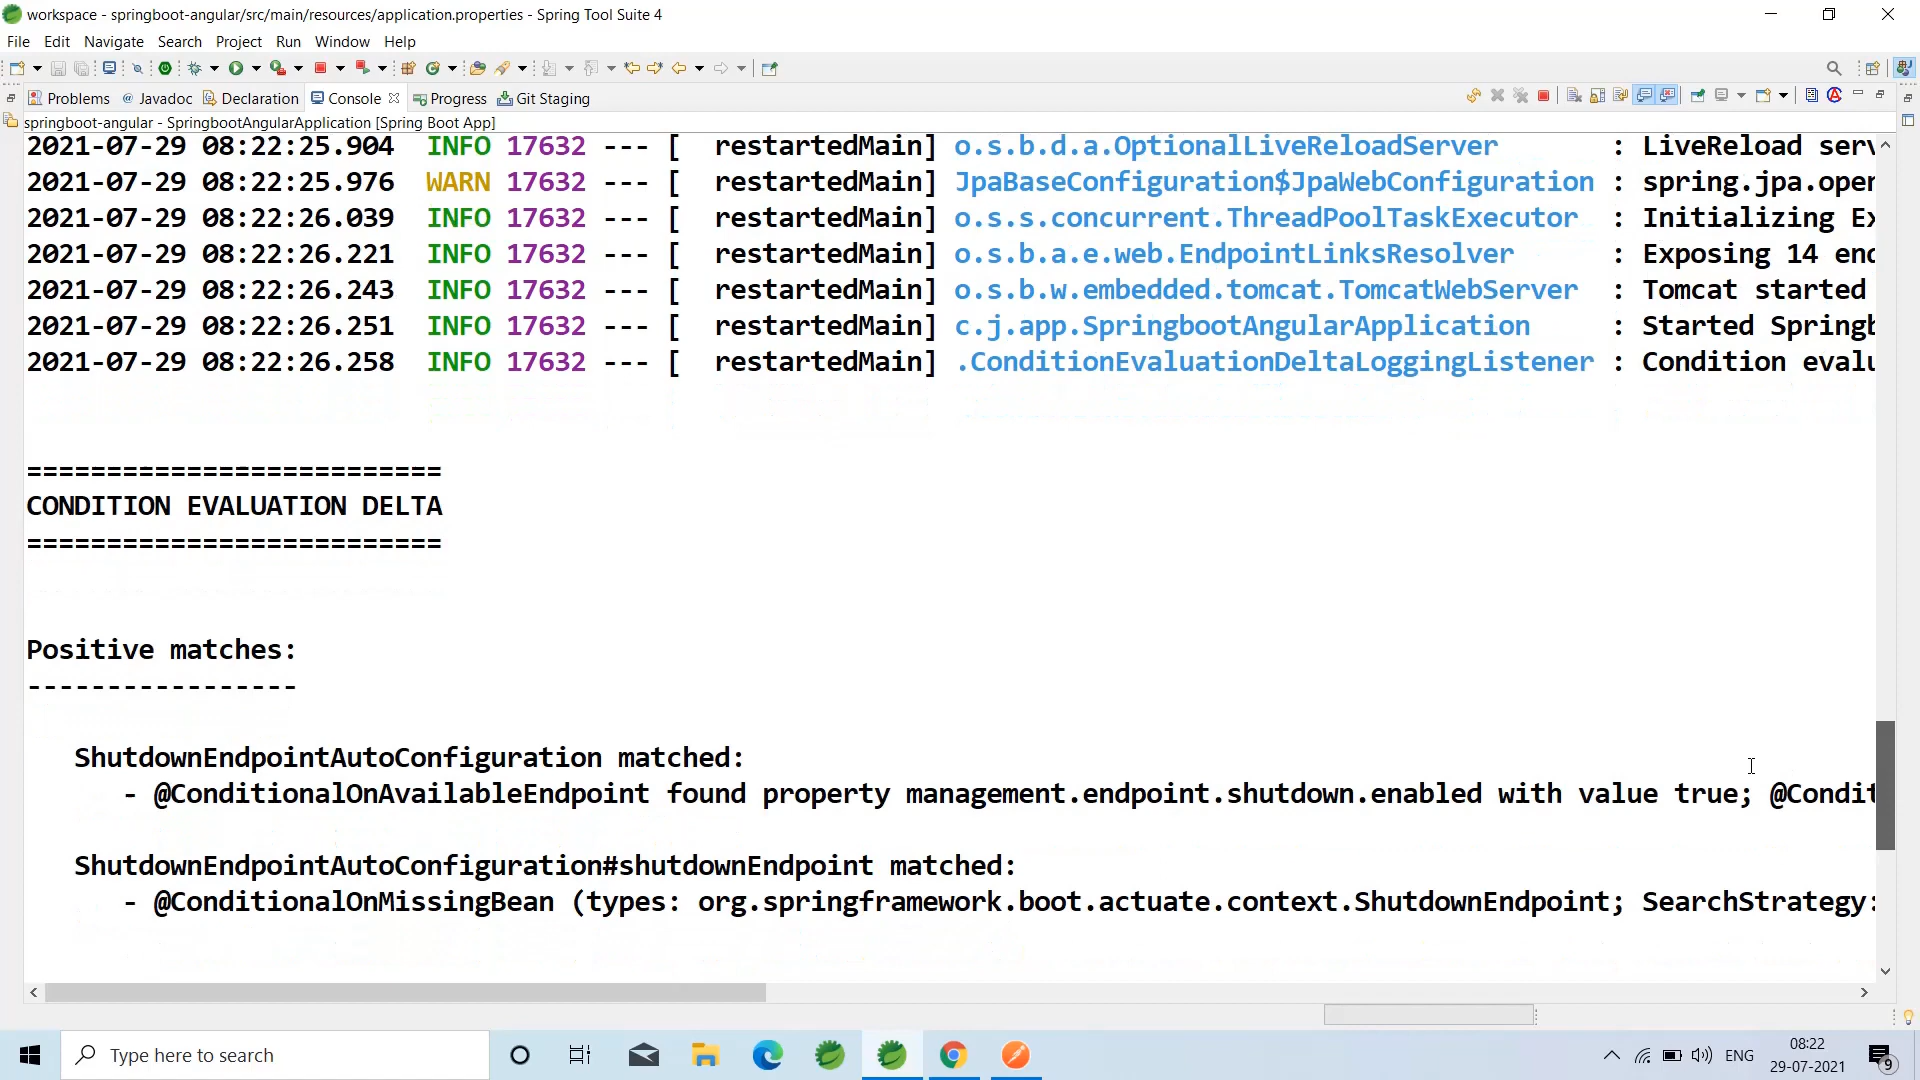 workspace - springboot-angular/src/main/resources/application.properties - Spring Tool Suite 4
File Edit Navigate Search Project Run Window Help
Problems @ Javadoc Declaration Console Progress Git Staging
springboot-angular - SpringbootAngularApplication [Spring Boot App]
2021-07-29 08:22:25.904 INFO 17632 --- [ restartedMain] o.s.b.d.a.OptionalLiveReloadServer : LiveReload serv
2021-07-29 08:22:25.976 WARN 17632 --- [ restartedMain] JpaBaseConfiguration$JpaWebConfiguration : spring.jpa.open
2021-07-29 08:22:26.039 INFO 17632 --- [ restartedMain] o.s.s.concurrent.ThreadPoolTaskExecutor : Initializing Ex
2021-07-29 08:22:26.221 INFO 17632 --- [ restartedMain] o.s.b.a.e.web.EndpointLinksResolver : Exposing 14 end
2021-07-29 08:22:26.243 INFO 17632 --- [ restartedMain] o.s.b.w.embedded.tomcat.TomcatWebServer : Tomcat started
2021-07-29 08:22:26.251 INFO 17632 --- [ restartedMain] c.j.app.SpringbootAngularApplication : Started Springb
2021-07-29 08:22:26.258 INFO 17632 --- [ restartedMain] .ConditionEvaluationDeltaLoggingListener : Condition evalu
==========================
CONDITION EVALUATION DELTA
==========================
Positive matches:
-----------------
ShutdownEndpointAutoConfiguration matched:
- @ConditionalOnAvailableEndpoint found property management.endpoint.shutdown.enabled with value true; @Condit
ShutdownEndpointAutoConfiguration#shutdownEndpoint matched:
- @ConditionalOnMissingBean (types: org.springframework.boot.actuate.context.ShutdownEndpoint; SearchStrategy:
Type here to search
ENG
08:22
29-07-2021
9